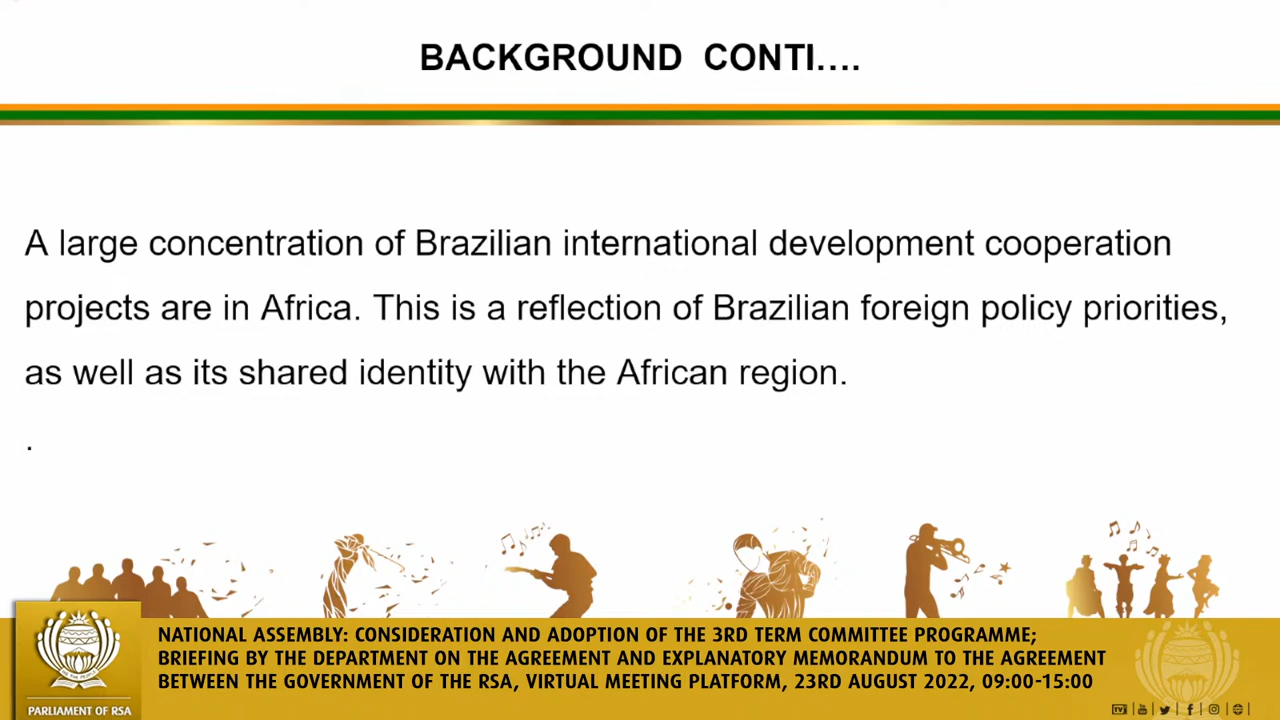 BACKGROUND CONTI....
A large concentration of Brazilian international development cooperation
projects are in Africa. This is a reflection of Brazilian foreign policy priorities,
as well as its shared identity with the African region.
.
NATIONAL ASSEMBLY: CONSIDERATION AND ADOPTION OF THE 3RD TERM COMMITTEE PROGRAMME;
BRIEFING BY THE DEPARTMENT ON THE AGREEMENT AND EXPLANATORY MEMORANDUM TO THE AGREEMENT
BETWEEN THE GOVERNMENT OF THE RSA, VIRTUAL MEETING PLATFORM, 23RD AUGUST 2022, 09:00-15:00
PARLIAMENT OF RSA